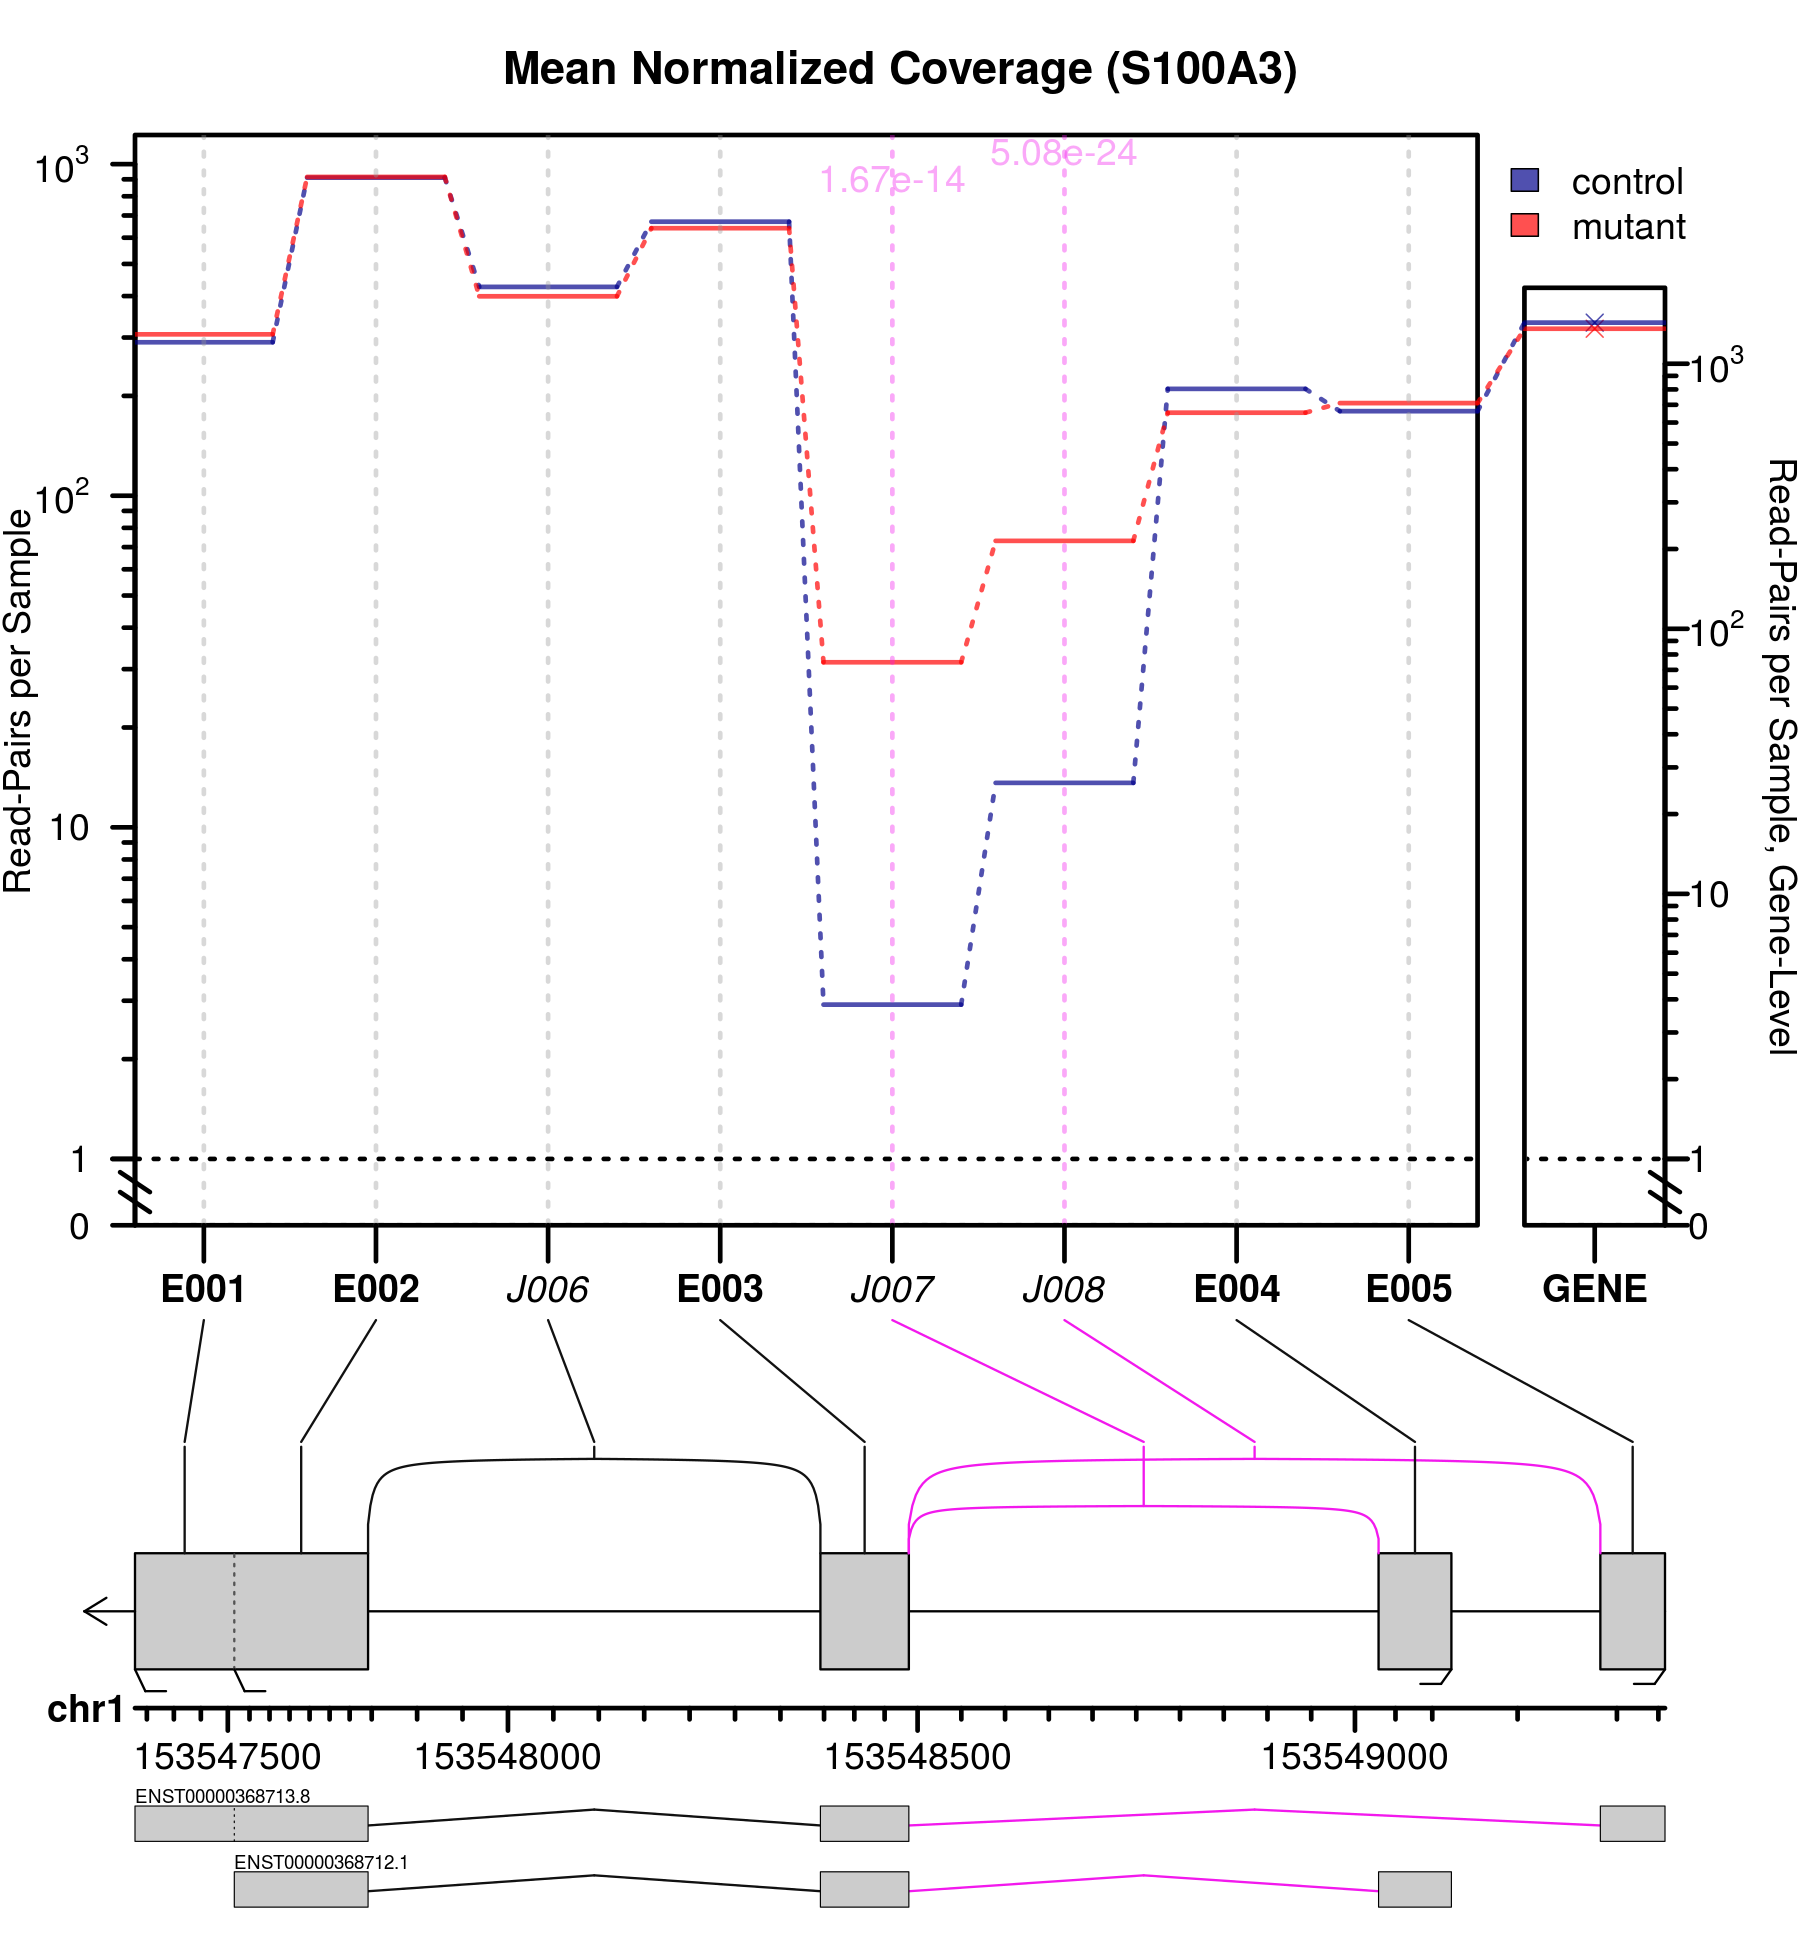 Mean Normalized Coverage (S100A3)
5.08e-24
1.67e-14
control
mutant
Read-Pairs per Sample
10³
10²
10
1
0
10³
10²
10
1
0
Read-Pairs per Sample, Gene-Level
E001 E002 J006 E003 J007 J008 E004 E005 GENE
chr1
153547500 153548000 153548500 153549000
ENST00000368713.8
ENST00000368712.1